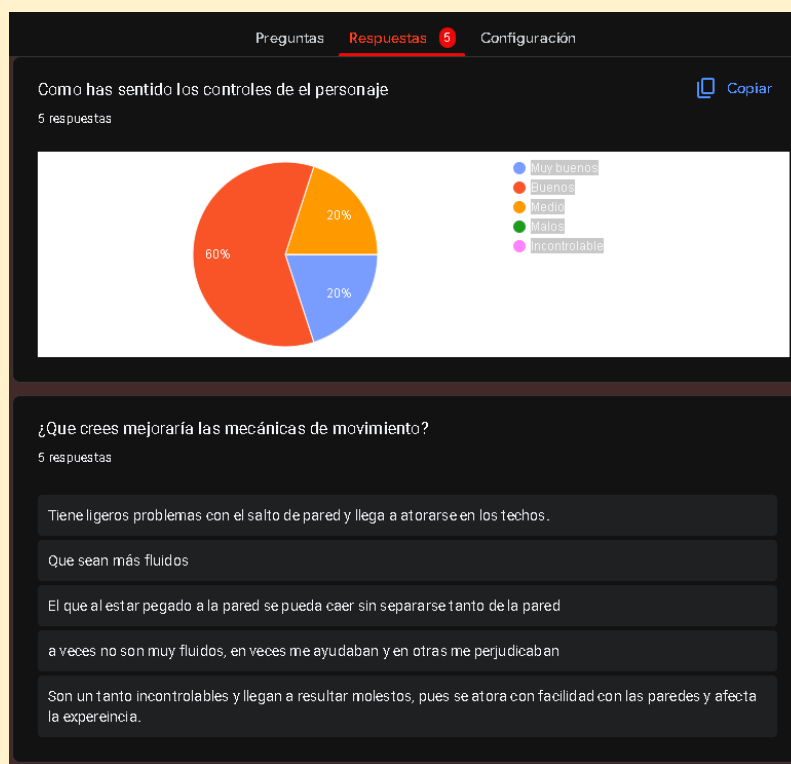 Preguntas Respuestas 5 Configuración
Como has sentido los controles de el personaje
Copiar
5 respuestas
60%
20%
20%
Muy buenos
Buenos
Medio
Malos
Incontrolable
¿Que crees mejoraría las mecánicas de movimiento?
5 respuestas
Tiene ligeros problemas con el salto de pared y llega a atorarse en los techos.
Que sean más fluidos
El que al estar pegado a la pared se pueda caer sin separarse tanto de la pared
a veces no son muy fluidos, en veces me ayudaban y en otras me perjudicaban
Son un tanto incontrolables y llegan a resultar molestos, pues se atora con facilidad con las paredes y afecta
la expereincia.